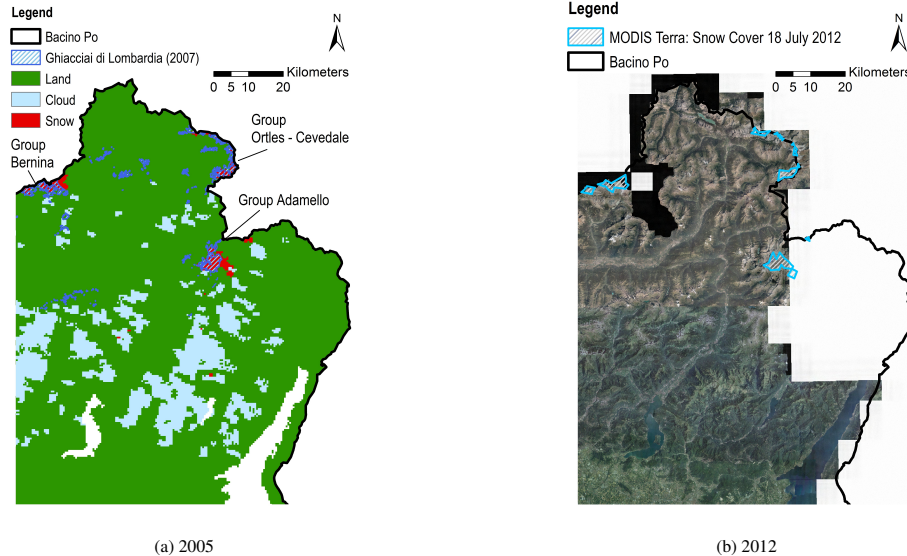 Legend
Bacino Po
Ghiacciai di Lombardia (2007)
Land
Cloud
Snow
N
Kilometers
0 5 10 20
Group
Ortles - Cevedale
Group
Bernina
Group Adamello
(a) 2005
Legend
MODIS Terra: Snow Cover 18 July 2012
Bacino Po
N
Kilometers
0 5 10 20
(b) 2012